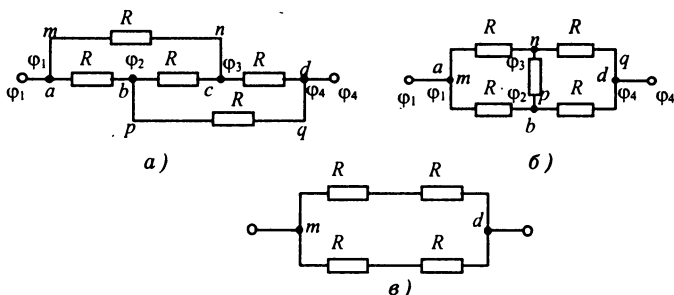 m R n
φ₁ R φ₂ R φ₃ R d
φ₁ a b c φ₄ φ₄
R
p q
а)
R n R
a φ₃ q
m d
φ₁ φ₁ R φ₂ p R φ₄ φ₄
b
б)
R R
m d
R R
в)